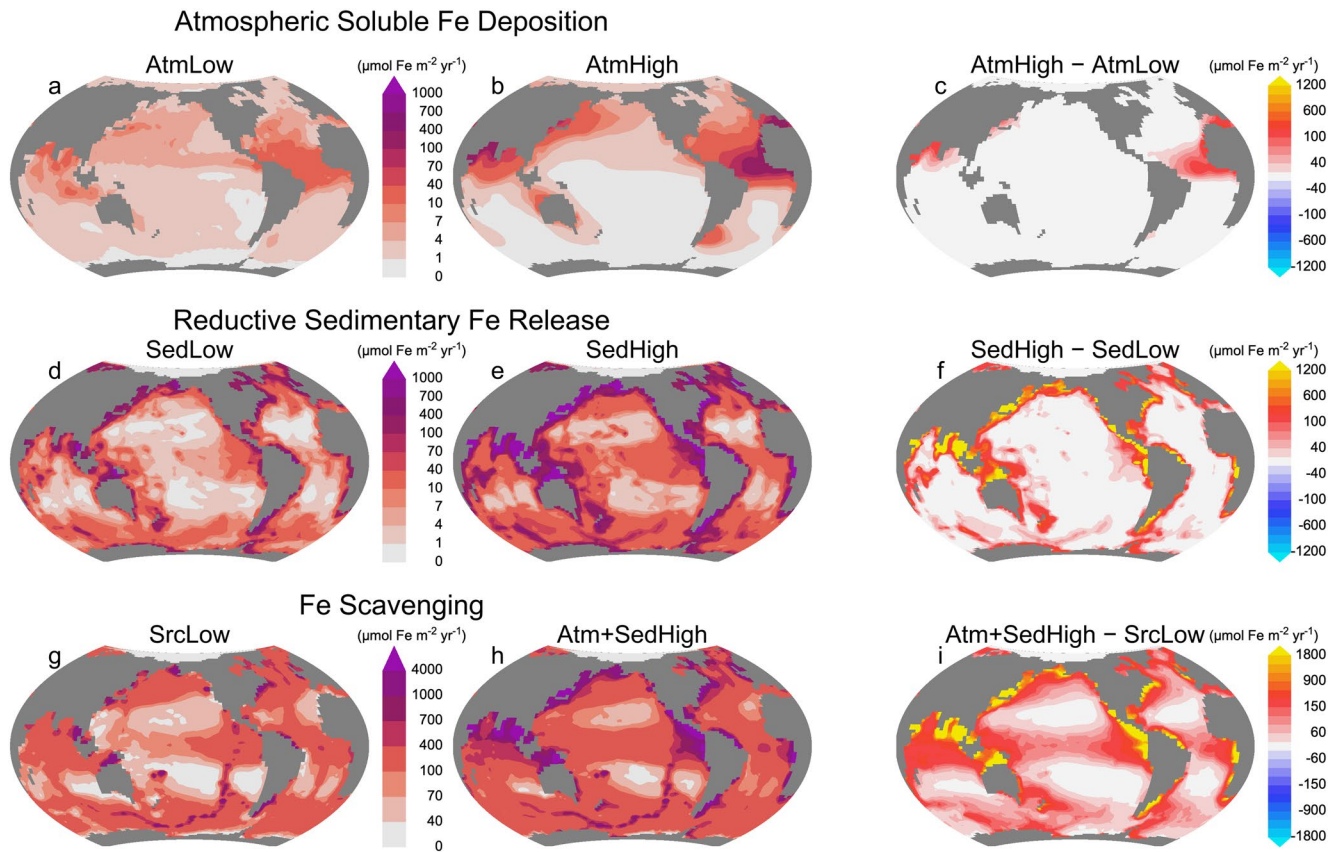 Atmospheric Soluble Fe Deposition
a
AtmLow
(μmol Fe m⁻² yr⁻¹)
1000
700
400
100
70
40
10
7
4
1
0
b
AtmHigh
c
AtmHigh − AtmLow
(μmol Fe m⁻² yr⁻¹)
1200
600
100
40
-40
-100
-600
-1200
Reductive Sedimentary Fe Release
d
SedLow
(μmol Fe m⁻² yr⁻¹)
1000
700
400
100
70
40
10
7
4
1
0
e
SedHigh
f
SedHigh − SedLow
(μmol Fe m⁻² yr⁻¹)
1200
600
100
40
-40
-100
-600
-1200
Fe Scavenging
g
SrcLow
(μmol Fe m⁻² yr⁻¹)
4000
1000
700
400
100
70
40
0
h
Atm+SedHigh
i
Atm+SedHigh − SrcLow
(μmol Fe m⁻² yr⁻¹)
1800
900
150
60
-60
-150
-900
-1800